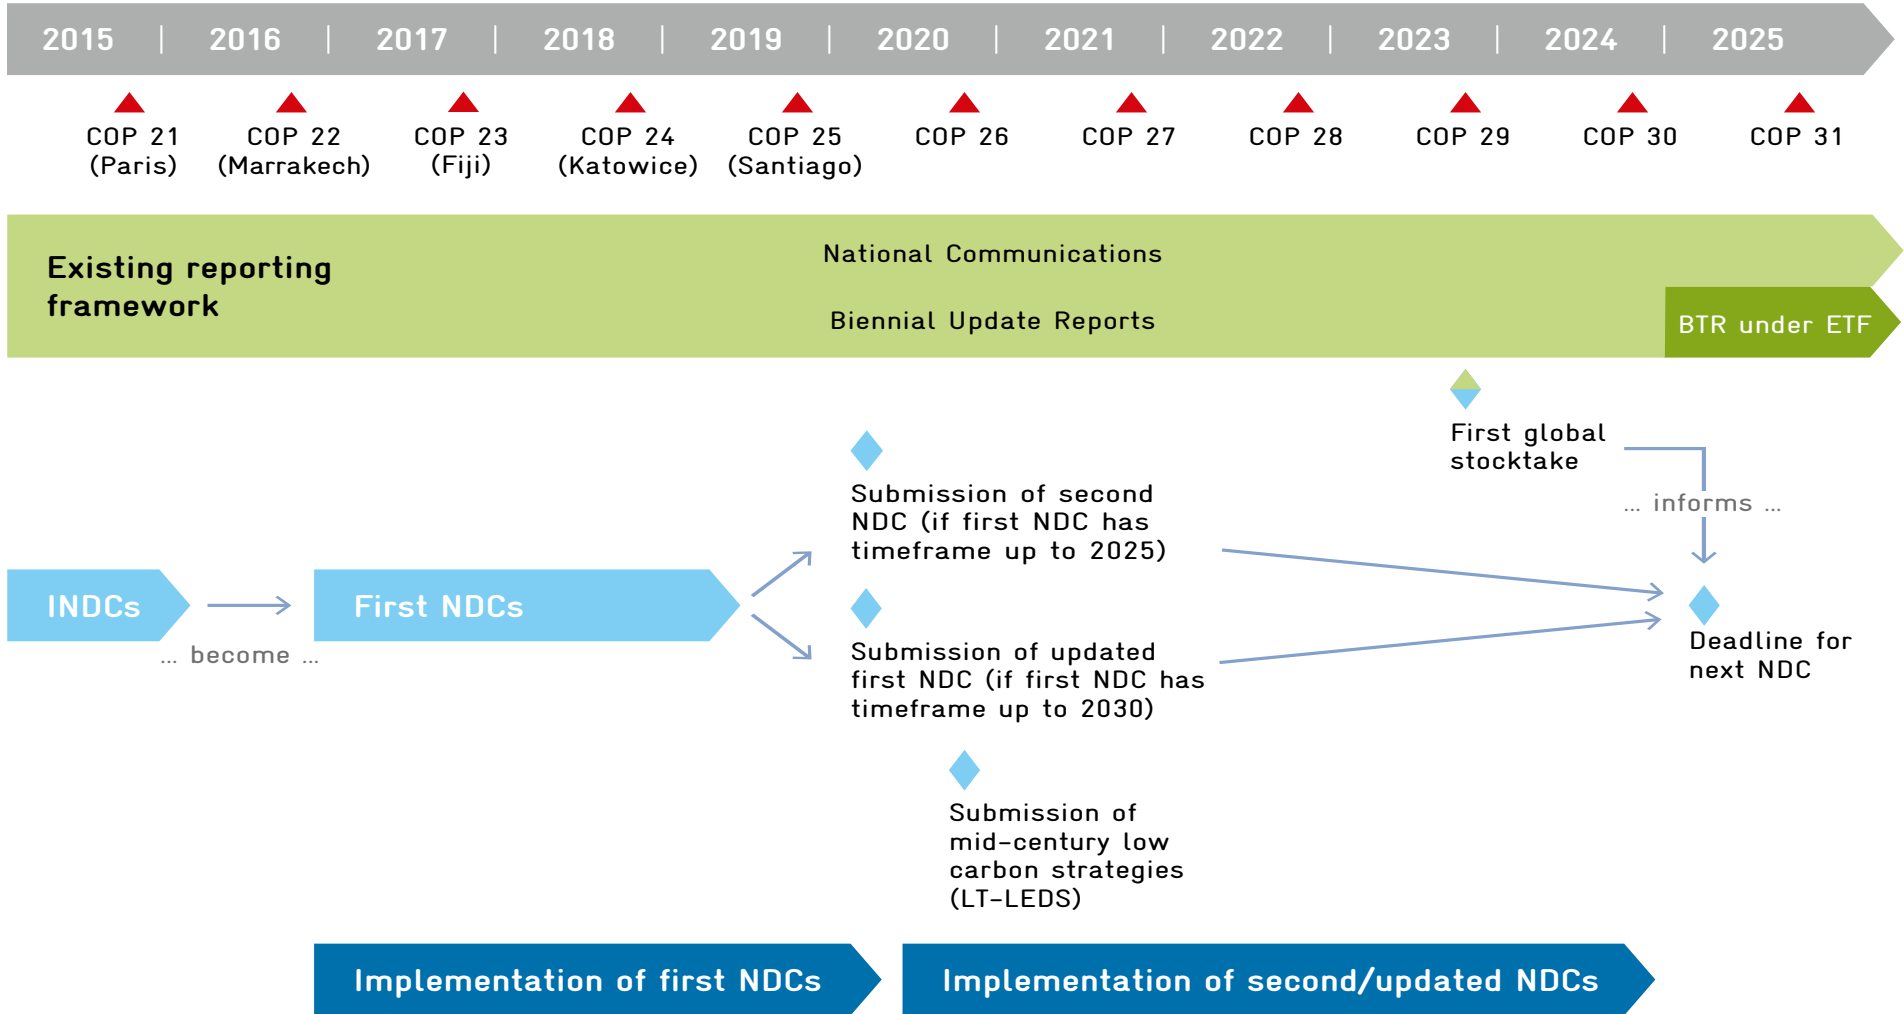 2015 | 2016 | 2017 | 2018 | 2019 | 2020 | 2021 | 2022 | 2023 | 2024 | 2025
COP 21
(Paris)
COP 22
(Marrakech)
COP 23
(Fiji)
COP 24
(Katowice)
COP 25
(Santiago)
COP 26
COP 27
COP 28
COP 29
COP 30
COP 31
Existing reporting
framework
National Communications
Biennial Update Reports
BTR under ETF
First global
stocktake
... informs ...
Submission of second
NDC (if first NDC has
timeframe up to 2025)
INDCs
... become ...
First NDCs
Submission of updated
first NDC (if first NDC has
timeframe up to 2030)
Deadline for
next NDC
Submission of
mid-century low
carbon strategies
(LT-LEDS)
Implementation of first NDCs
Implementation of second/updated NDCs